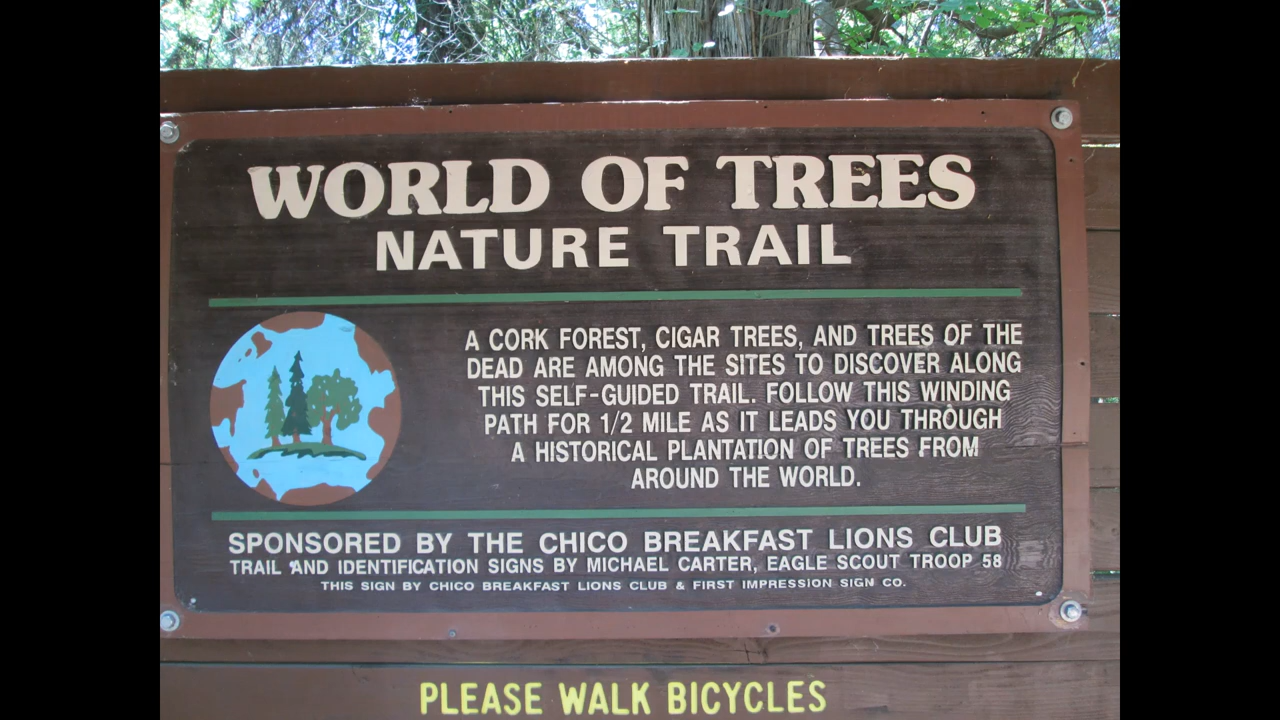 WORLD OF TREES
NATURE TRAIL
A CORK FOREST, CIGAR TREES, AND TREES OF THE
DEAD ARE AMONG THE SITES TO DISCOVER ALONG
THIS SELF-GUIDED TRAIL. FOLLOW THIS WINDING
PATH FOR 1/2 MILE AS IT LEADS YOU THROUGH
A HISTORICAL PLANTATION OF TREES FROM
AROUND THE WORLD.
SPONSORED BY THE CHICO BREAKFAST LIONS CLUB
TRAIL AND IDENTIFICATION SIGNS BY MICHAEL CARTER, EAGLE SCOUT TROOP 58
THIS SIGN BY CHICO BREAKFAST LIONS CLUB & FIRST IMPRESSION SIGN CO.
PLEASE WALK BICYCLES